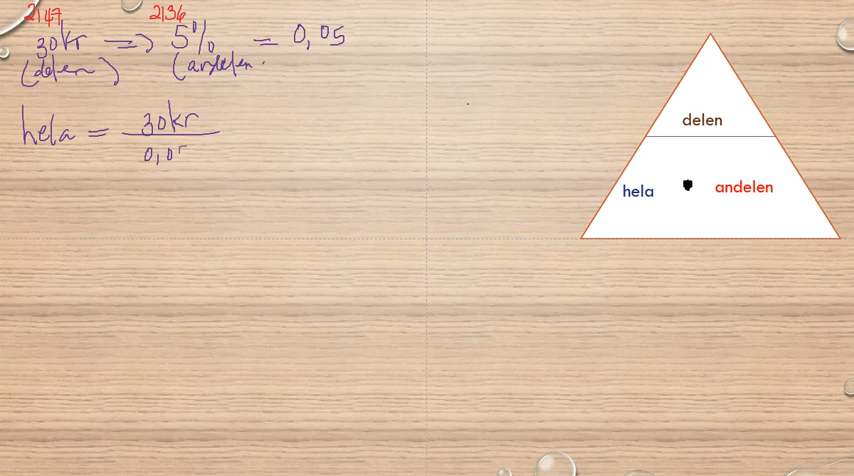 2147 2136
30kr => 5% = 0,05
(delen) (andelen.
hela = 30kr
0,05
delen
hela • andelen